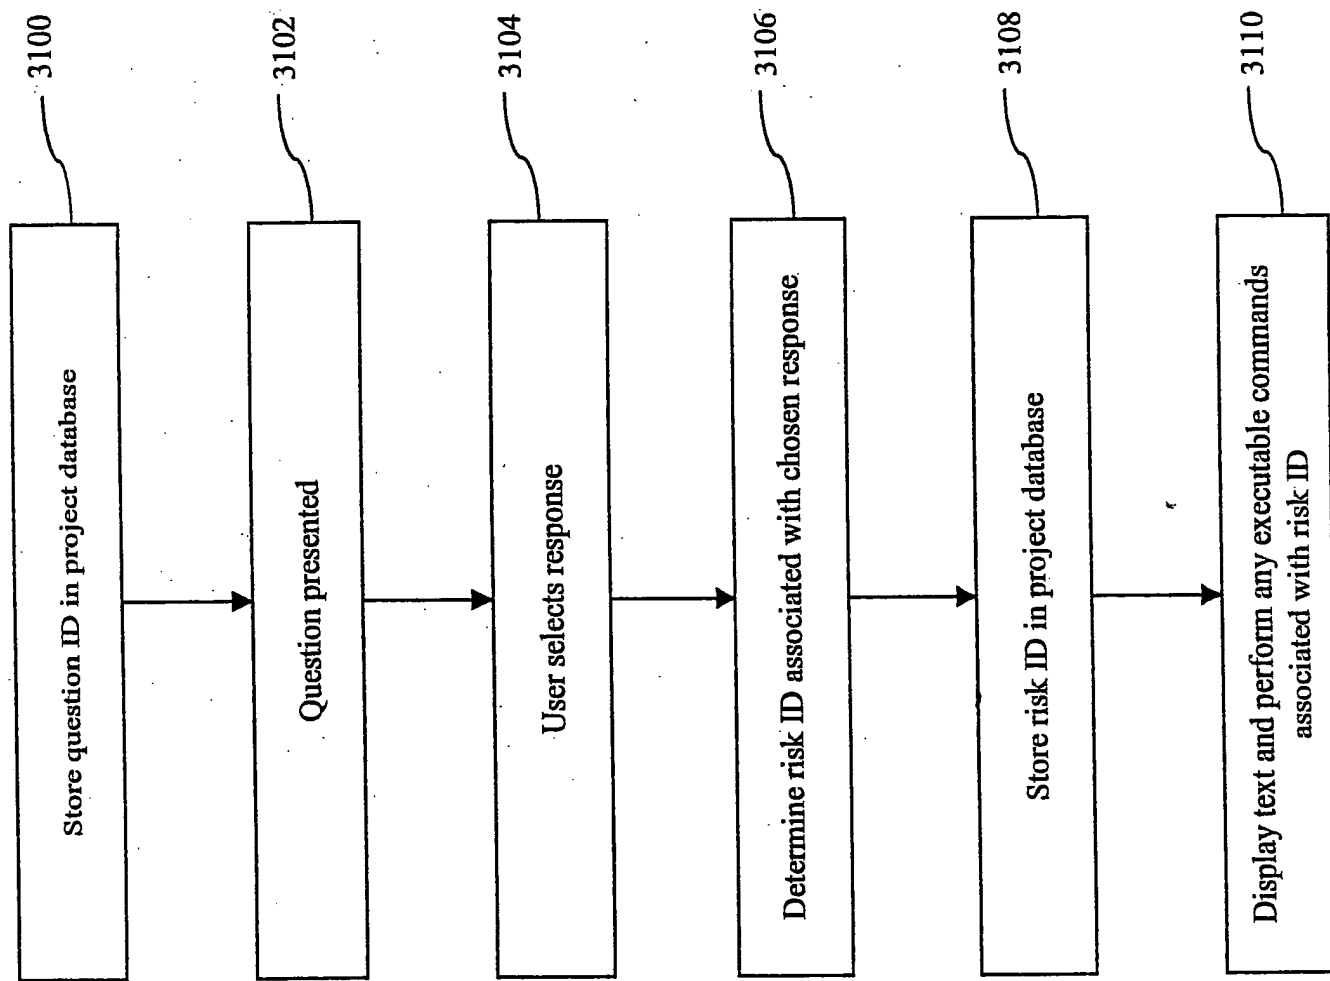 Store question ID in project database
3100
Question presented
3102
User selects response
3104
Determine risk ID associated with chosen response
3106
Store risk ID in project database
3108
Display text and perform any executable commands
associated with risk ID
3110